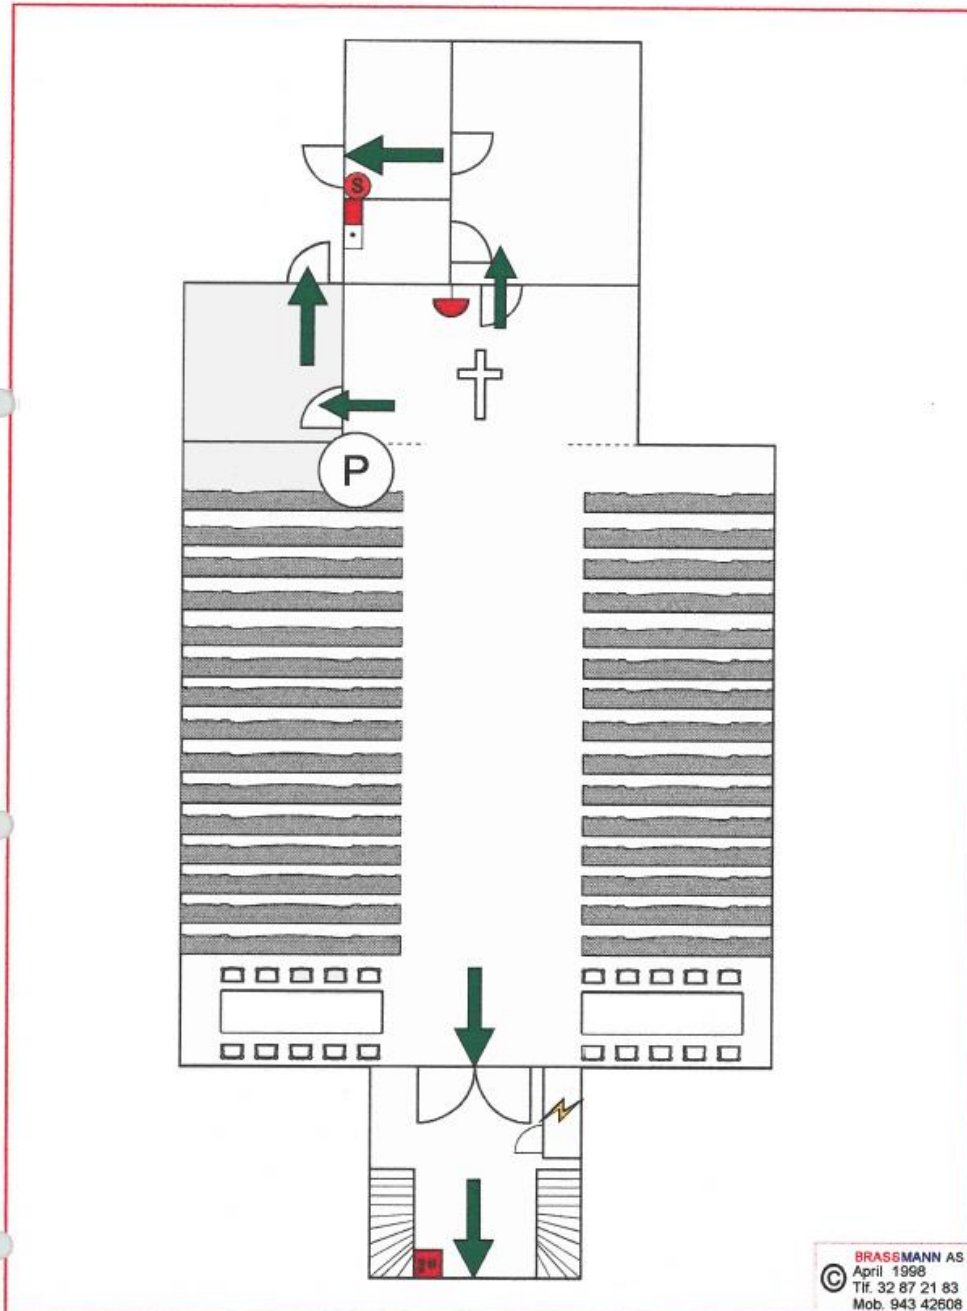 S
P
BRASSMANN AS
© April 1998
Tlf. 32 87 21 83
Mob. 943 42608